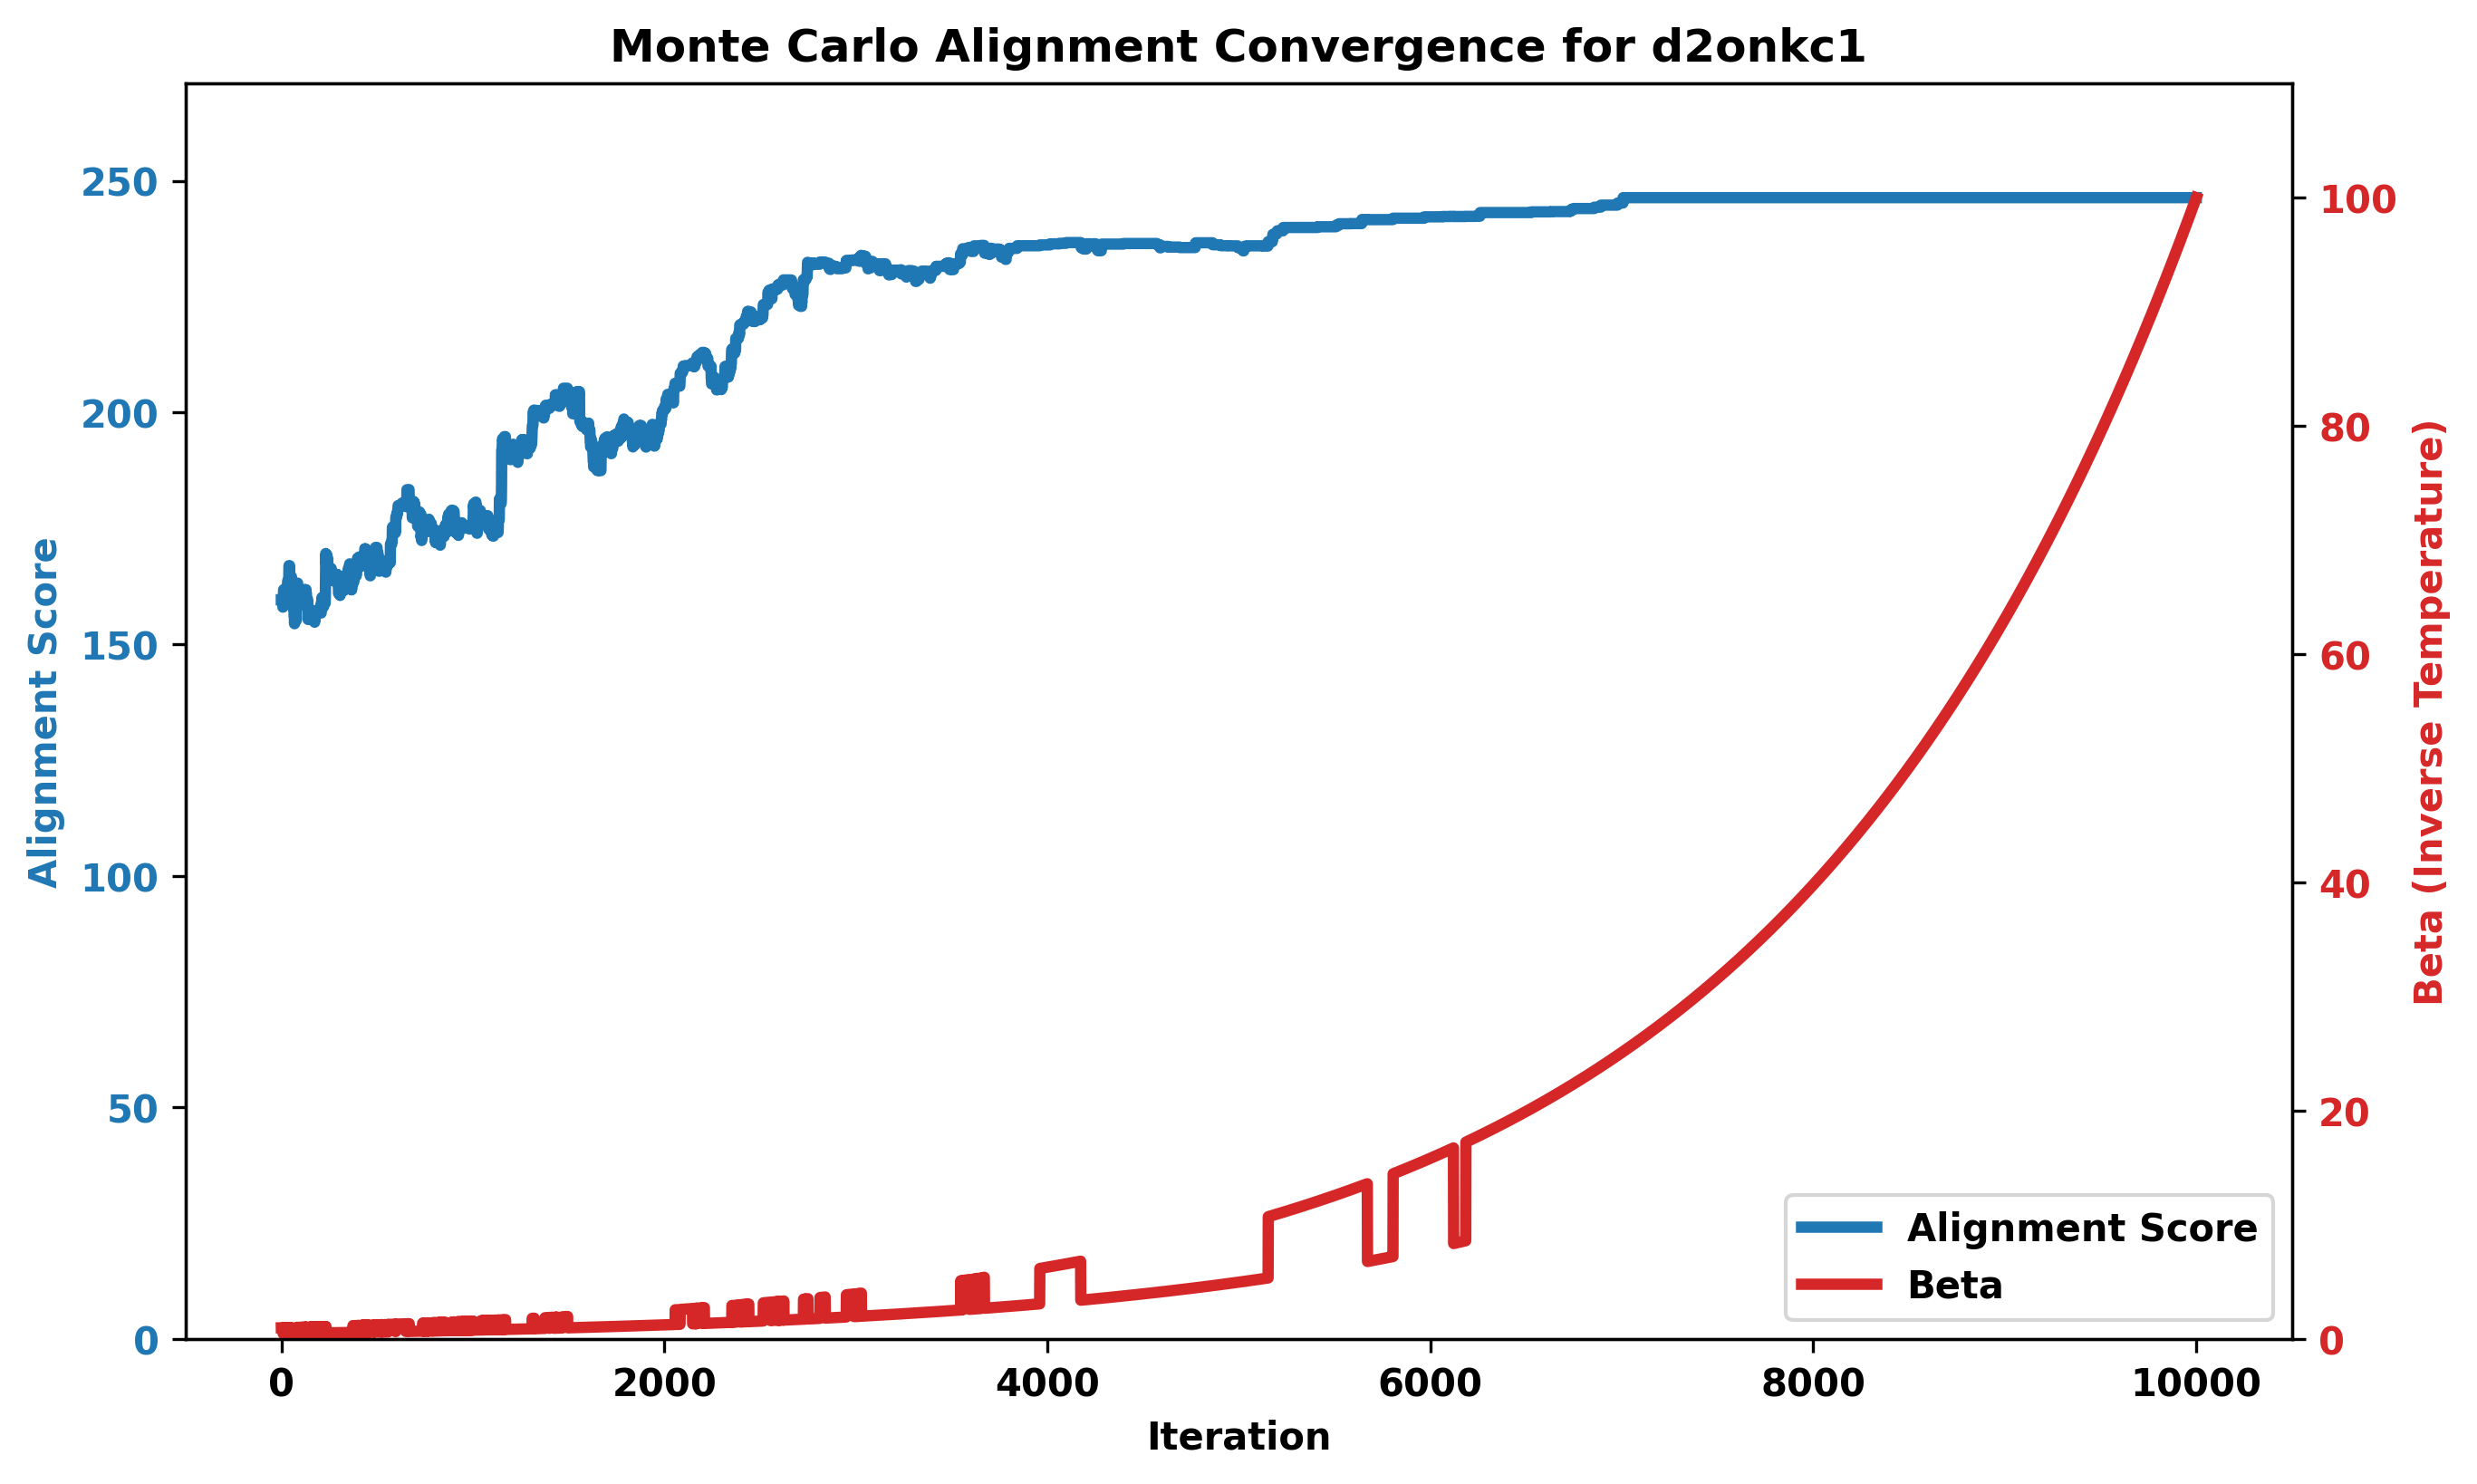 Monte Carlo Alignment Convergence for d2onkc1
Alignment Score
250
200
150
100
50
0
100
80
60
40
20
0
Beta (Inverse Temperature)
Alignment Score
Beta
0 2000 4000 6000 8000 10000
Iteration